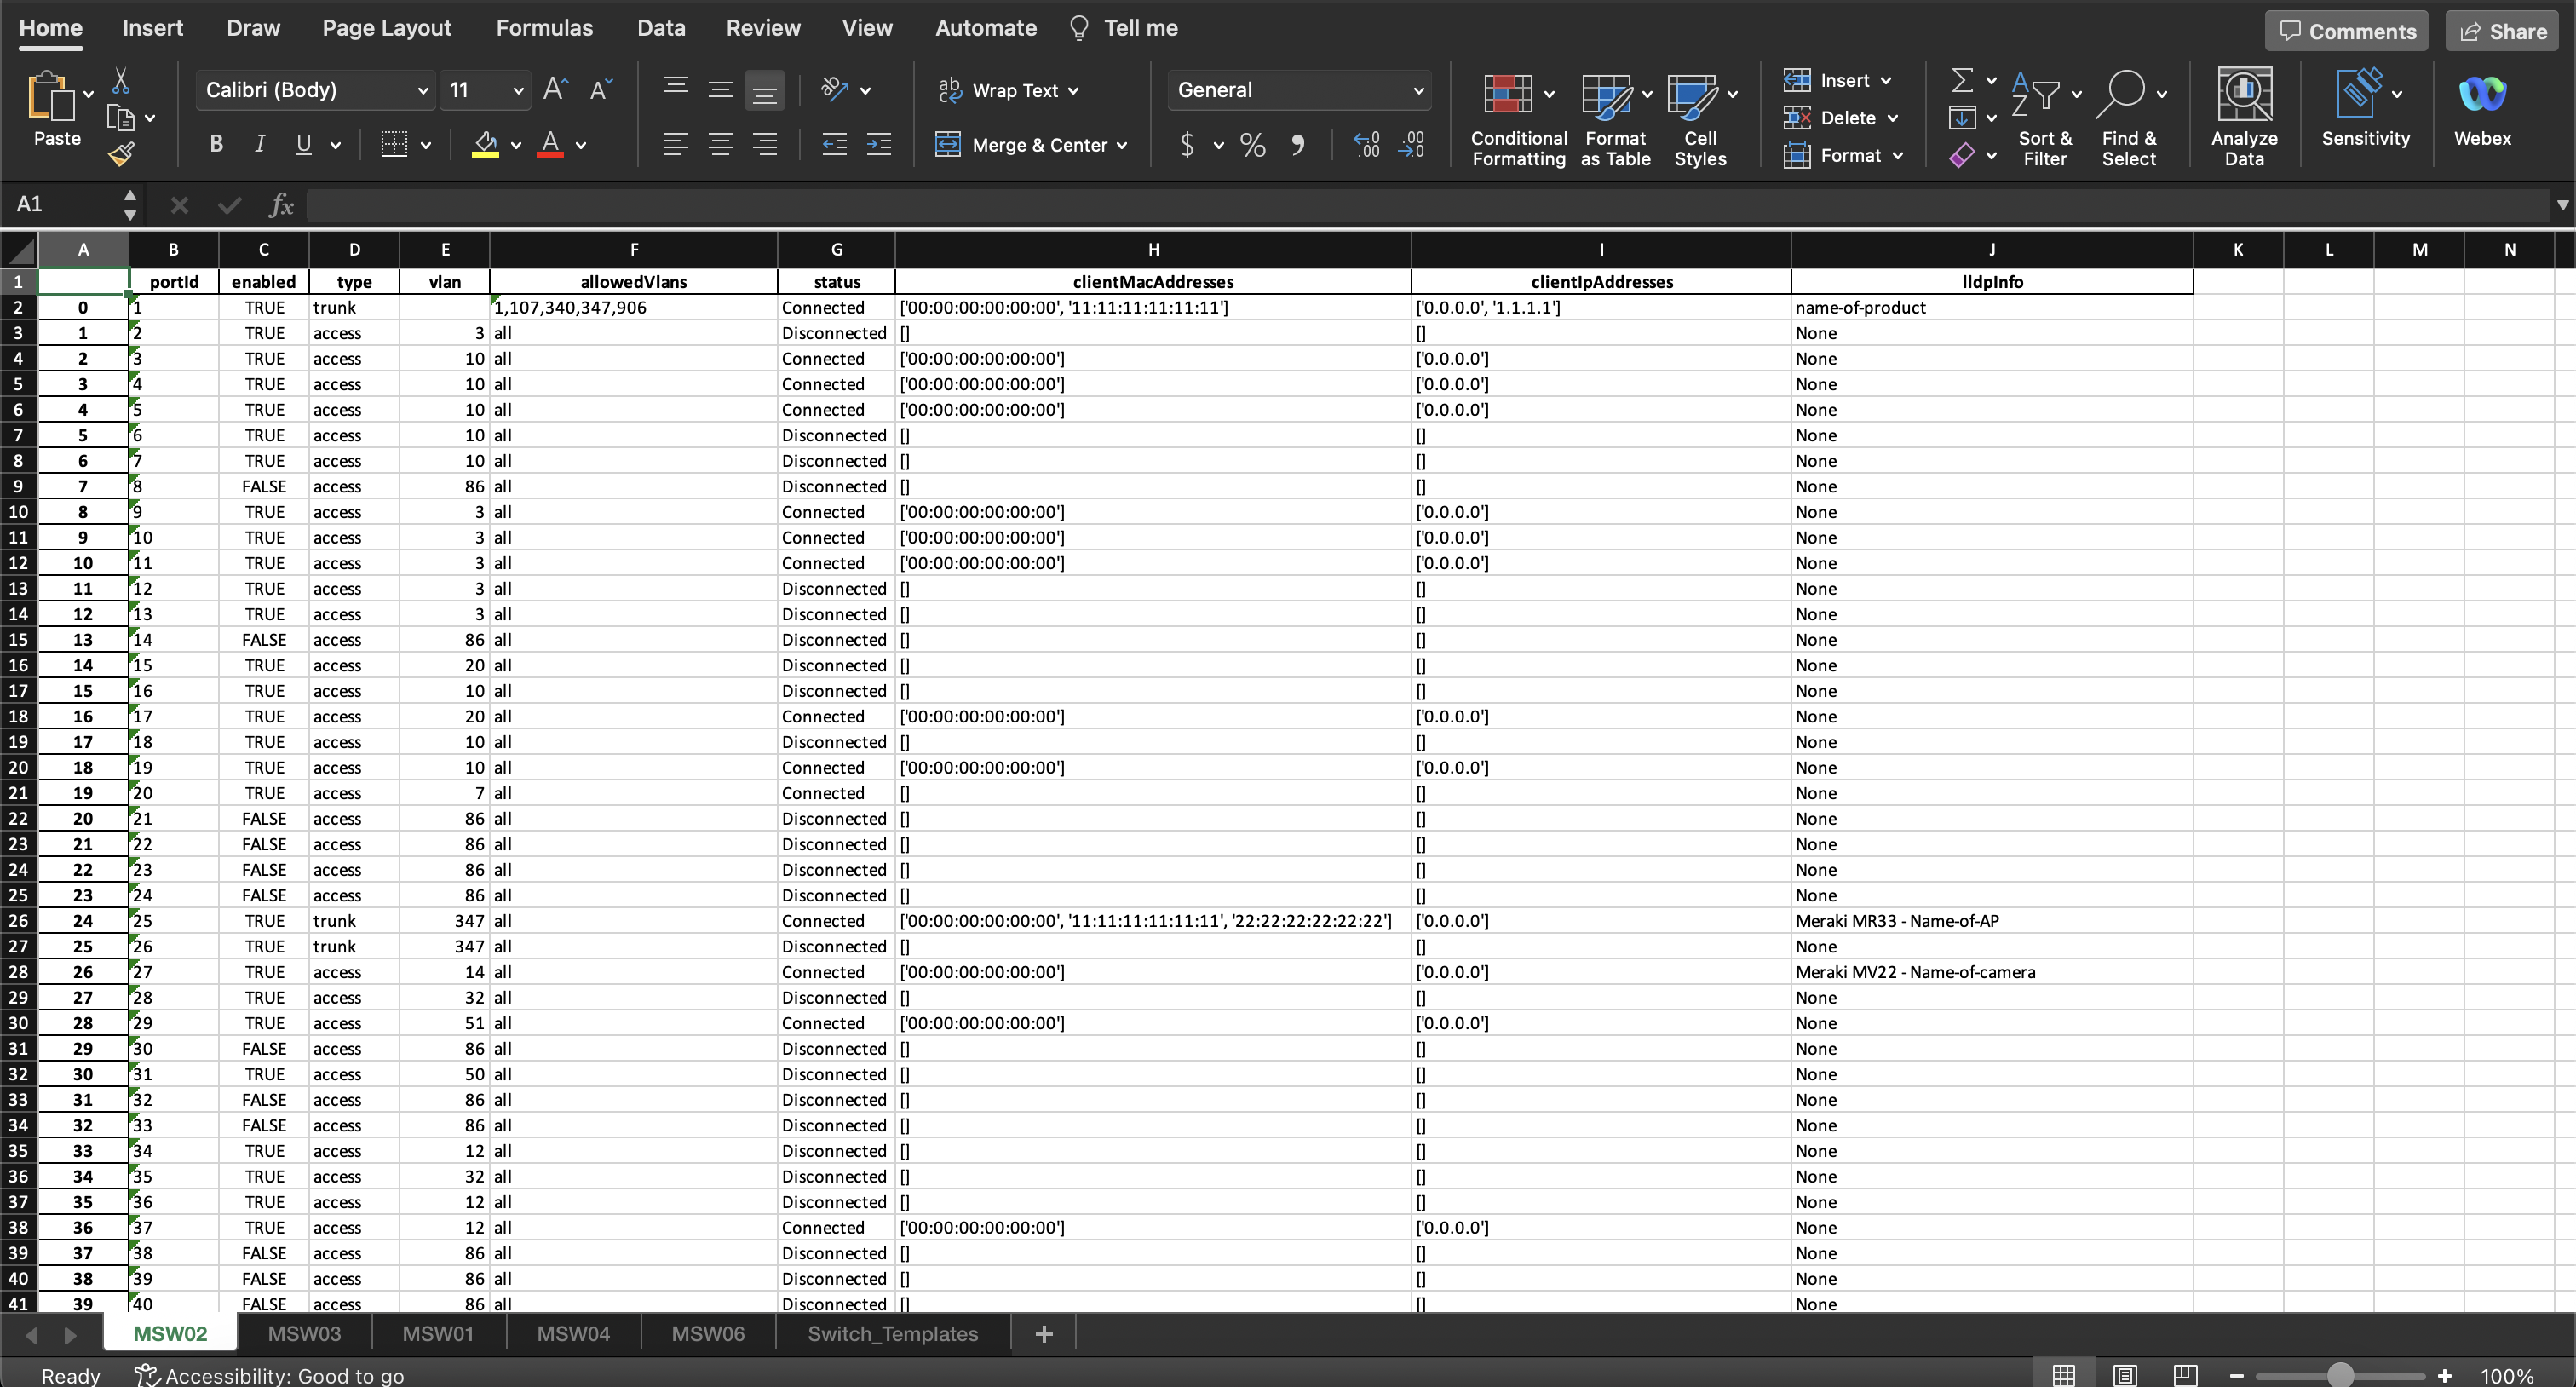 Home Insert Draw Page Layout Formulas Data Review View Automate Tell me Comments Share
Calibri (Body) 11 Wrap Text General Insert
Delete
Paste B I U Merge & Center $ % Conditional Formatting Format as Table Cell Styles Format Sort & Filter Find & Select Analyze Data Sensitivity Webex
A1 fx
A B C D E F G H I J K L M N
1 portId enabled type vlan allowedVlans status clientMacAddresses clientIpAddresses lldpInfo
2 0 1 TRUE trunk 1,107,340,347,906 Connected ['00:00:00:00:00:00', '11:11:11:11:11:11'] ['0.0.0.0', '1.1.1.1'] name-of-product
3 1 2 TRUE access 3 all Disconnected [] [] None
4 2 3 TRUE access 10 all Connected ['00:00:00:00:00:00'] ['0.0.0.0'] None
5 3 4 TRUE access 10 all Connected ['00:00:00:00:00:00'] ['0.0.0.0'] None
6 4 5 TRUE access 10 all Connected ['00:00:00:00:00:00'] ['0.0.0.0'] None
7 5 6 TRUE access 10 all Disconnected [] [] None
8 6 7 TRUE access 10 all Disconnected [] [] None
9 7 8 FALSE access 86 all Disconnected [] [] None
10 8 9 TRUE access 3 all Connected ['00:00:00:00:00:00'] ['0.0.0.0'] None
11 9 10 TRUE access 3 all Connected ['00:00:00:00:00:00'] ['0.0.0.0'] None
12 10 11 TRUE access 3 all Connected ['00:00:00:00:00:00'] ['0.0.0.0'] None
13 11 12 TRUE access 3 all Disconnected [] [] None
14 12 13 TRUE access 3 all Disconnected [] [] None
15 13 14 FALSE access 86 all Disconnected [] [] None
16 14 15 TRUE access 20 all Disconnected [] [] None
17 15 16 TRUE access 10 all Disconnected [] [] None
18 16 17 TRUE access 20 all Connected ['00:00:00:00:00:00'] ['0.0.0.0'] None
19 17 18 TRUE access 10 all Disconnected [] [] None
20 18 19 TRUE access 10 all Connected ['00:00:00:00:00:00'] ['0.0.0.0'] None
21 19 20 TRUE access 7 all Connected [] [] None
22 20 21 FALSE access 86 all Disconnected [] [] None
23 21 22 FALSE access 86 all Disconnected [] [] None
24 22 23 FALSE access 86 all Disconnected [] [] None
25 23 24 FALSE access 86 all Disconnected [] [] None
26 24 25 TRUE trunk 347 all Connected ['00:00:00:00:00:00', '11:11:11:11:11:11', '22:22:22:22:22:22'] ['0.0.0.0'] Meraki MR33 - Name-of-AP
27 25 26 TRUE trunk 347 all Disconnected [] [] None
28 26 27 TRUE access 14 all Connected ['00:00:00:00:00:00'] ['0.0.0.0'] Meraki MV22 - Name-of-camera
29 27 28 TRUE access 32 all Disconnected [] [] None
30 28 29 TRUE access 51 all Connected ['00:00:00:00:00:00'] ['0.0.0.0'] None
31 29 30 FALSE access 86 all Disconnected [] [] None
32 30 31 TRUE access 50 all Disconnected [] [] None
33 31 32 FALSE access 86 all Disconnected [] [] None
34 32 33 FALSE access 86 all Disconnected [] [] None
35 33 34 TRUE access 12 all Disconnected [] [] None
36 34 35 TRUE access 32 all Disconnected [] [] None
37 35 36 TRUE access 12 all Disconnected [] [] None
38 36 37 TRUE access 12 all Connected ['00:00:00:00:00:00'] ['0.0.0.0'] None
39 37 38 FALSE access 86 all Disconnected [] [] None
40 38 39 FALSE access 86 all Disconnected [] [] None
41 39 40 FALSE access 86 all Disconnected [] [] None
MSW02 MSW03 MSW01 MSW04 MSW06 Switch_Templates +
Ready Accessibility: Good to go 100%